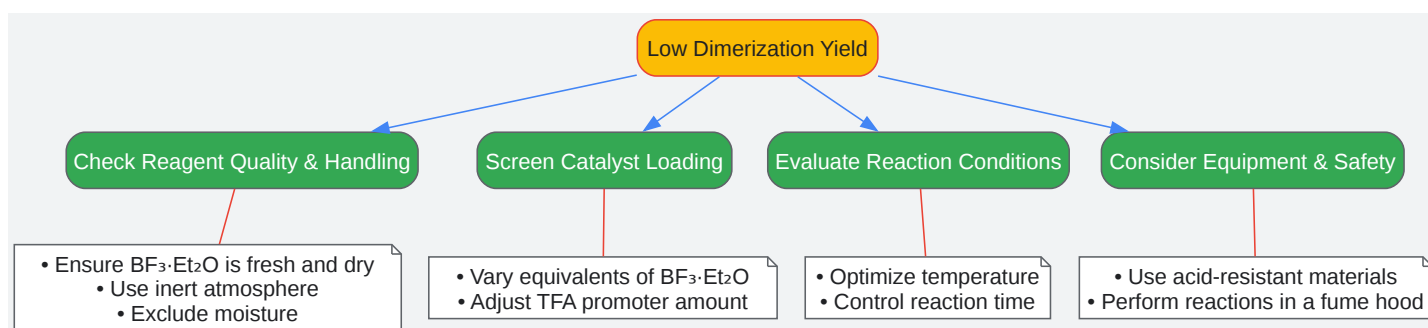 Low Dimerization Yield
Check Reagent Quality & Handling
Screen Catalyst Loading
Evaluate Reaction Conditions
Consider Equipment & Safety
• Ensure BF₃·Et₂O is fresh and dry
• Use inert atmosphere
• Exclude moisture
• Vary equivalents of BF₃·Et₂O
• Adjust TFA promoter amount
• Optimize temperature
• Control reaction time
• Use acid-resistant materials
• Perform reactions in a fume hood